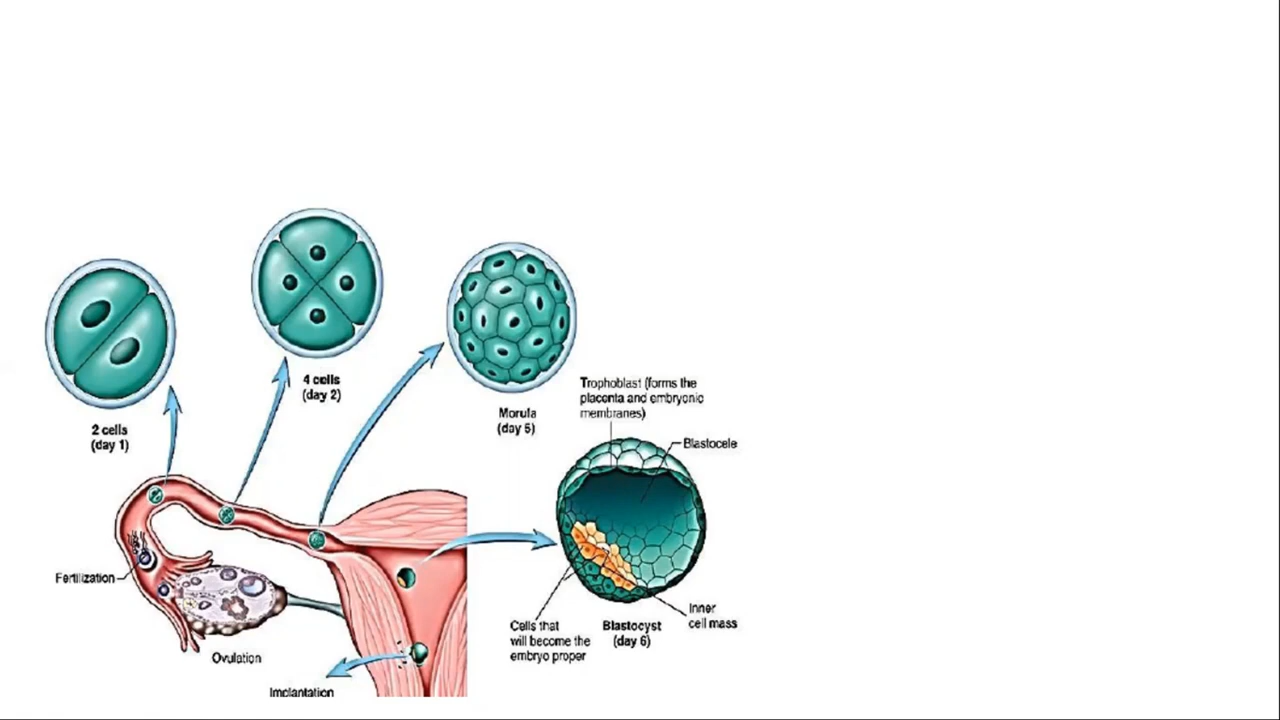 4 cells
(day 2)
2 cells
(day 1)
Morula
(day 5)
Trophoblast (forms the
placenta and embryonic
membranes)
Blastocele
Fertilization
Ovulation
Implantation
Cells that
will become the
embryo proper
Blastocyst
(day 6)
Inner
cell mass